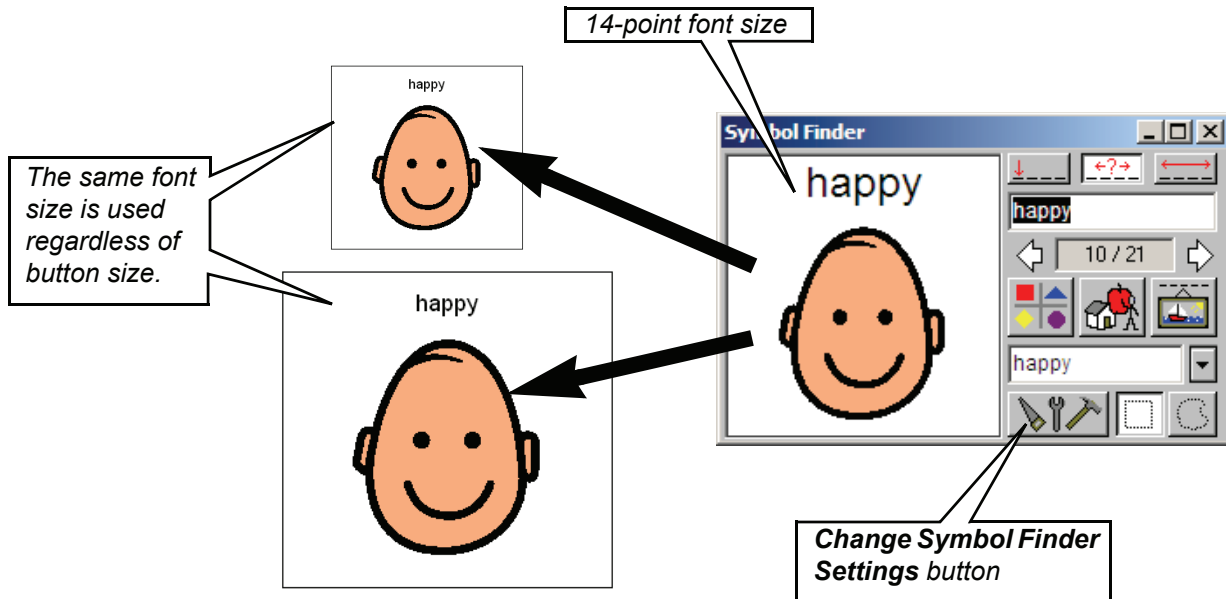 14-point font size
happy
Symbol Finder
←?→
The same font
size is used
regardless of
button size.
happy
happy
10 / 21
happy
happy
Change Symbol Finder
Settings button